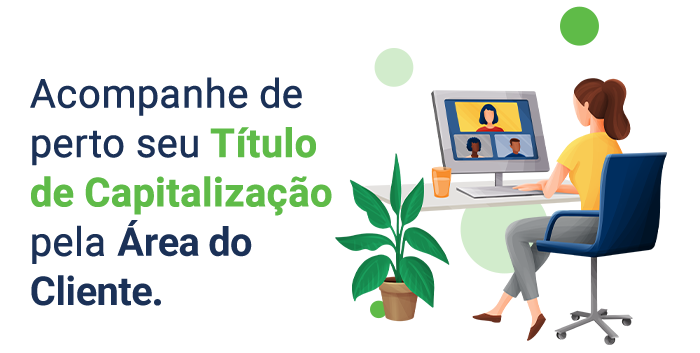 Acompanhe de
perto seu Título
de Capitalização
pela Área do
Cliente.